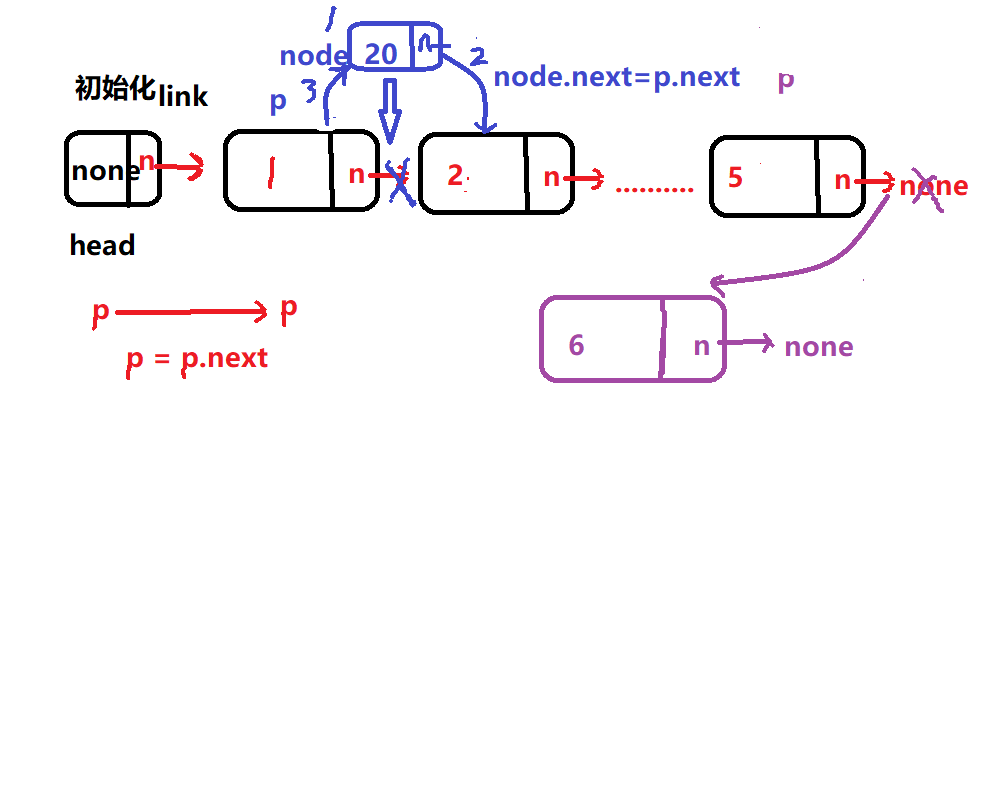 1
node 20 n 2
node.next=p.next p
初始化link p 3
none n 1 n 2 n .......... 5 n none
head
p p
p = p.next
6 n none